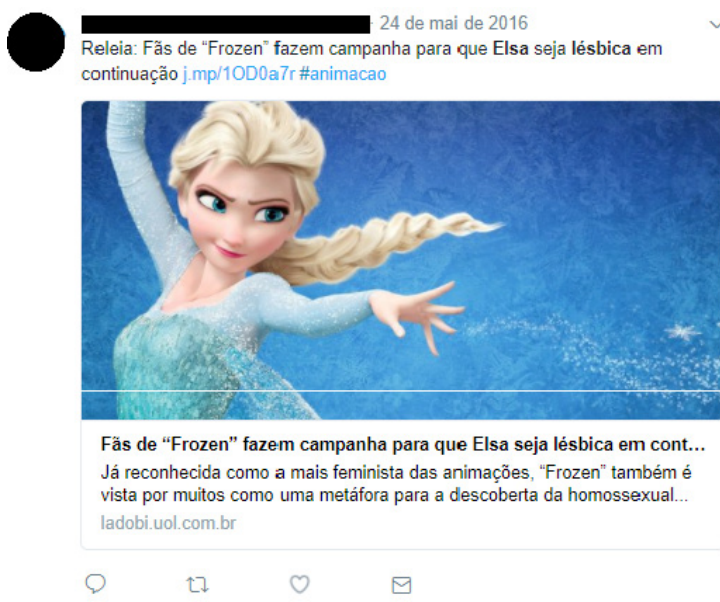 24 de mai de 2016
Releia: Fãs de “Frozen” fazem campanha para que Elsa seja lésbica em
continuação j.mp/1OD0a7r #animacao
Fãs de “Frozen” fazem campanha para que Elsa seja lésbica em cont...
Já reconhecida como a mais feminista das animações, “Frozen” também é
vista por muitos como uma metáfora para a descoberta da homossexual...
ladobi.uol.com.br